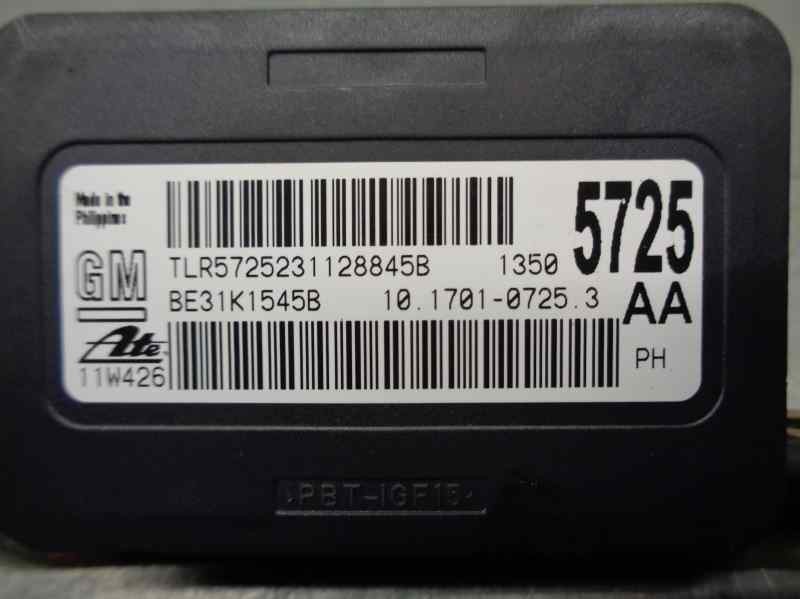 Made in the
Philippines
GM
TLR5725231128845B 1350
5725
BE31K1545B 10.1701-0725.3
AA
Ate
11W426
PH
>PBT-IGF15<